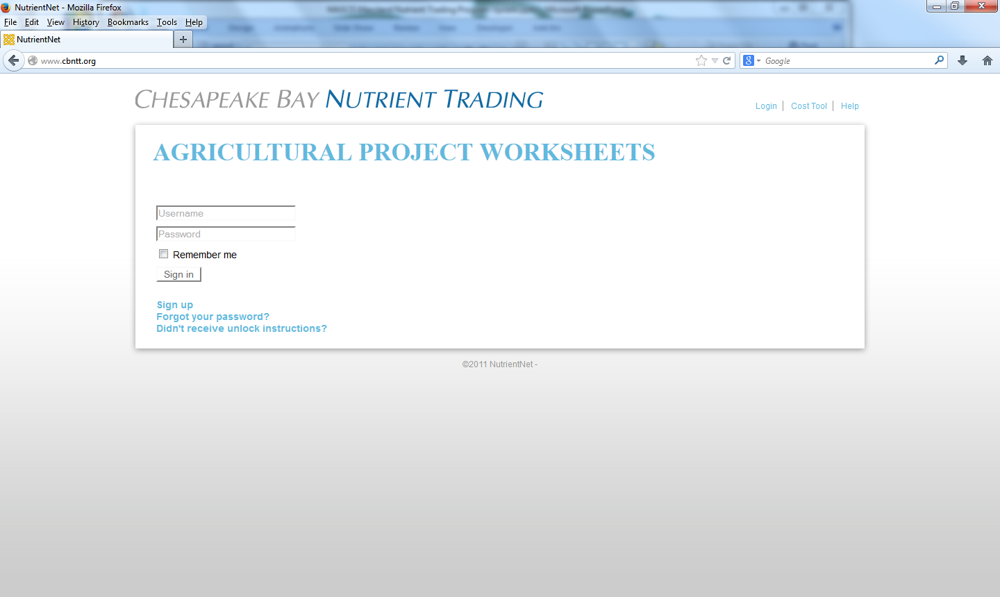 NutrientNet - Mozilla Firefox
File Edit View History Bookmarks Tools Help
NutrientNet
www.cbntt.org
Google
CHESAPEAKE BAY NUTRIENT TRADING
Login Cost Tool Help
AGRICULTURAL PROJECT WORKSHEETS
Username
Password
Remember me
Sign in
Sign up
Forgot your password?
Didn't receive unlock instructions?
©2011 NutrientNet -